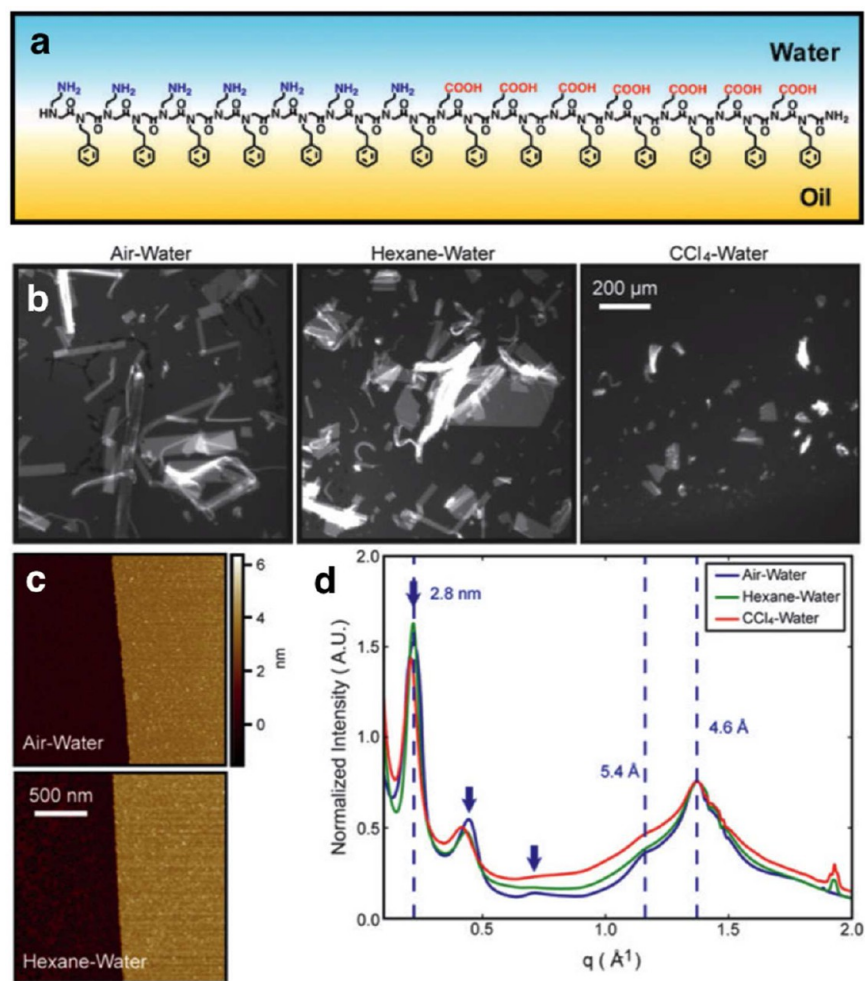 a
Water
NH2 NH2 NH2 NH2 NH2 NH2 NH2 COOH COOH COOH COOH COOH COOH COOH
HN O N O N O N O N O N O N O N O N O N O N O N O N O N O NH2
Oil
Air-Water Hexane-Water CCl4-Water
b
200 µm
c
6
4
2
0
nm
Air-Water
500 nm
Hexane-Water
d
2.0
1.5
1.0
0.5
0.0
Normalized Intensity ( A.U.)
2.8 nm
5.4 Å
4.6 Å
Air-Water
Hexane-Water
CCl4-Water
0.5 1.0 1.5 2.0
q ( Å¹)